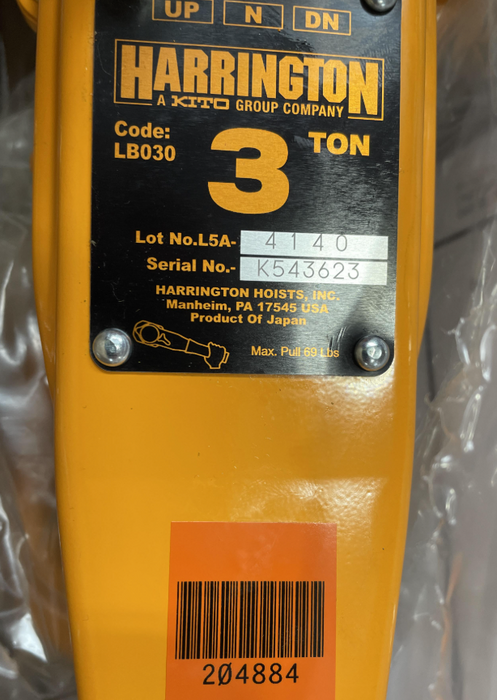 UP N DN
HARRINGTON
A KITO GROUP COMPANY
Code:
LB030
3 TON
Lot No.L5A- 4140
Serial No.- K543623
HARRINGTON HOISTS, INC.
Manheim, PA 17545 USA
Product Of Japan
Max. Pull 69 Lbs
204884